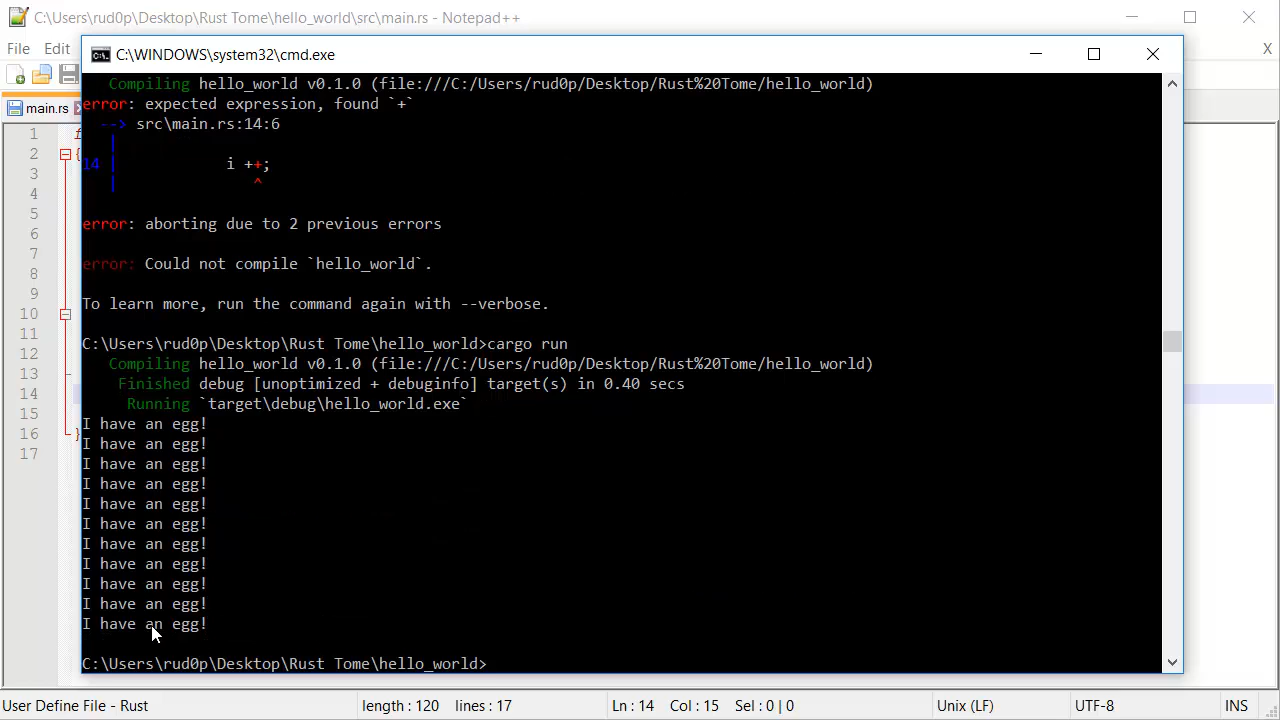 C:\Users\rud0p\Desktop\Rust Tome\hello_world\src\main.rs - Notepad++
File Edit
X
C:\WINDOWS\system32\cmd.exe
main.rs
1
2
3
4
5
6
7
8
9
10
11
12
13
14
15
16
17
{
}
Compiling hello_world v0.1.0 (file:///C:/Users/rud0p/Desktop/Rust%20Tome/hello_world)
error: expected expression, found `+`
--> src\main.rs:14:6
|
14 | i ++;
| ^
error: aborting due to 2 previous errors
error: Could not compile `hello_world`.
To learn more, run the command again with --verbose.
C:\Users\rud0p\Desktop\Rust Tome\hello_world>cargo run
Compiling hello_world v0.1.0 (file:///C:/Users/rud0p/Desktop/Rust%20Tome/hello_world)
Finished debug [unoptimized + debuginfo] target(s) in 0.40 secs
Running `target\debug\hello_world.exe`
I have an egg!
I have an egg!
I have an egg!
I have an egg!
I have an egg!
I have an egg!
I have an egg!
I have an egg!
I have an egg!
I have an egg!
I have an egg!
C:\Users\rud0p\Desktop\Rust Tome\hello_world>
User Define File - Rust length : 120 lines : 17 Ln : 14 Col : 15 Sel : 0 | 0 Unix (LF) UTF-8 INS